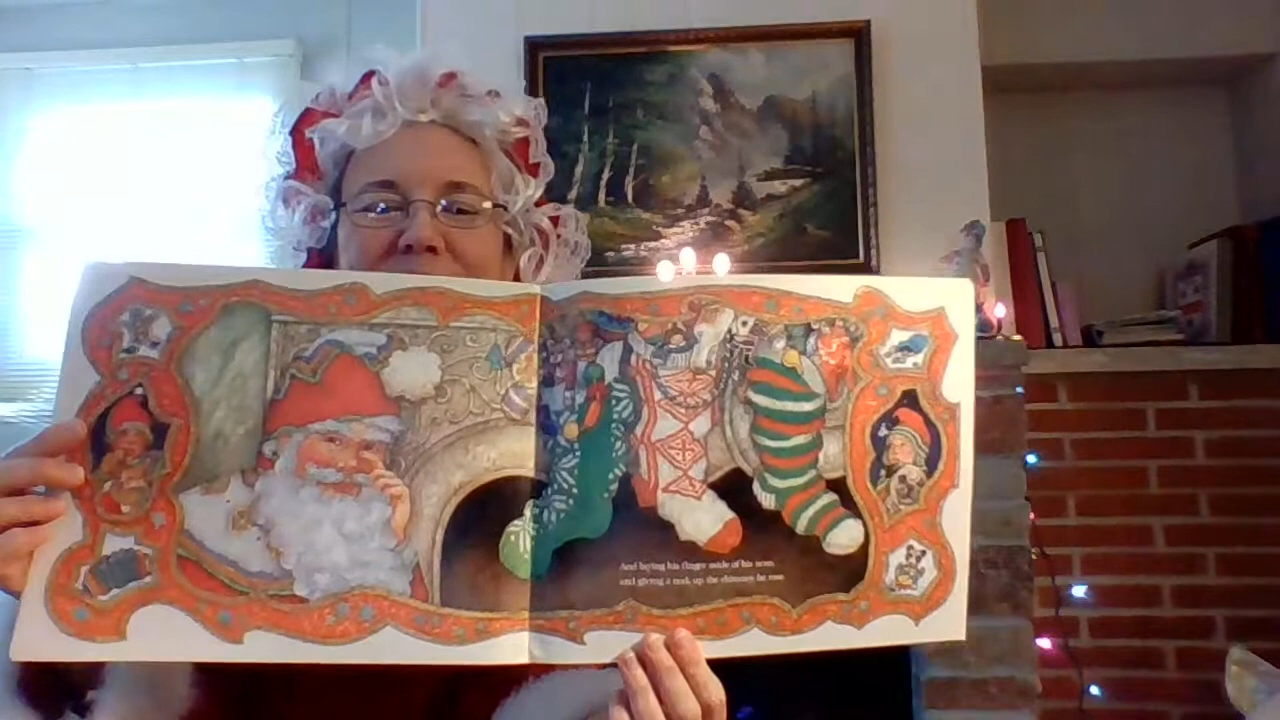 And laying his finger aside of his nose,
and giving a nod, up the chimney he rose